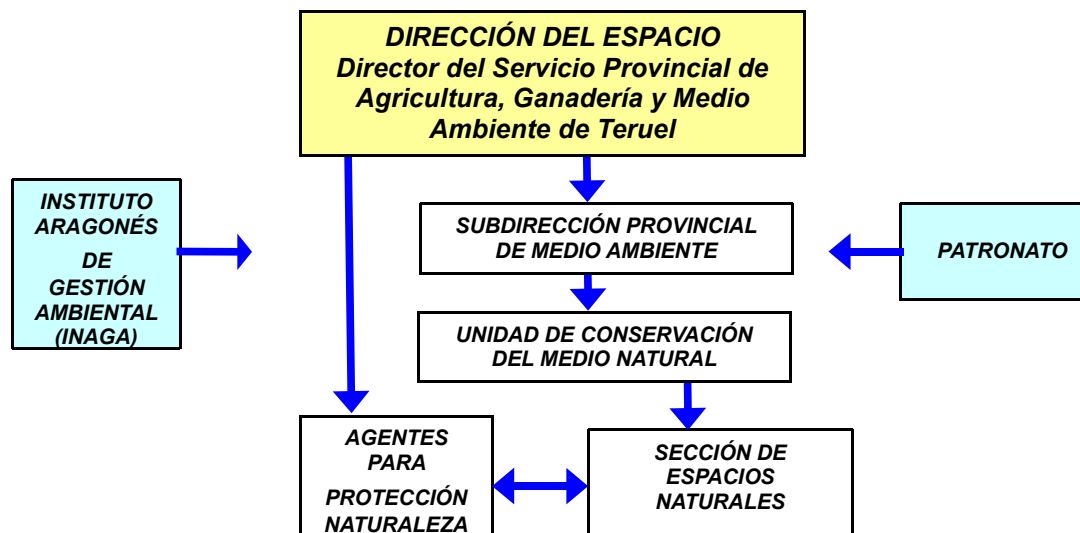 DIRECCIÓN DEL ESPACIO
Director del Servicio Provincial de
Agricultura, Ganadería y Medio
Ambiente de Teruel
INSTITUTO
ARAGONÉS
DE
GESTIÓN
AMBIENTAL
(INAGA)
SUBDIRECCIÓN PROVINCIAL
DE MEDIO AMBIENTE
PATRONATO
UNIDAD DE CONSERVACIÓN
DEL MEDIO NATURAL
AGENTES
PARA
PROTECCIÓN
NATURALEZA
SECCIÓN DE
ESPACIOS
NATURALES